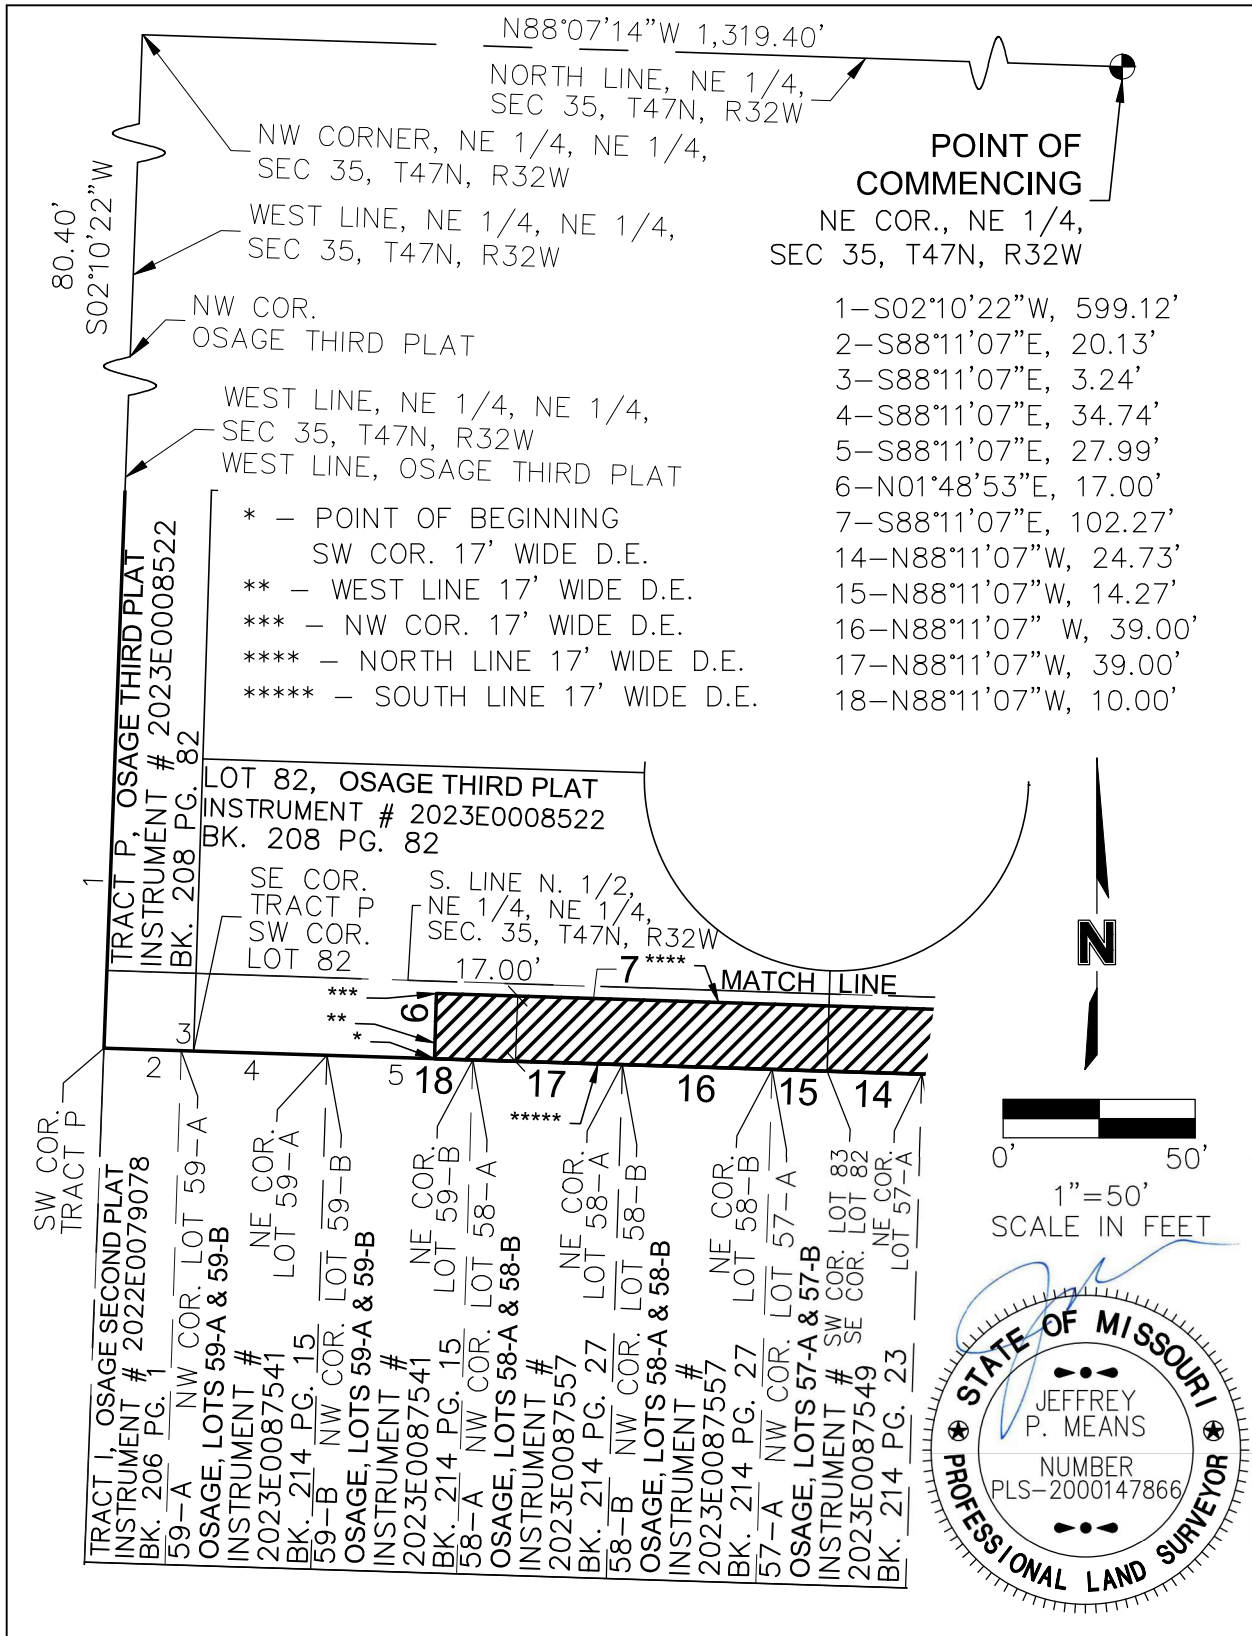 N88°07'14"W 1,319.40'
NORTH LINE, NE 1/4,
SEC 35, T47N, R32W
NW CORNER, NE 1/4, NE 1/4,
SEC 35, T47N, R32W
POINT OF
COMMENCING
NE COR., NE 1/4,
SEC 35, T47N, R32W
80.40'
S02°10'22"W
WEST LINE, NE 1/4, NE 1/4,
SEC 35, T47N, R32W
NW COR.
OSAGE THIRD PLAT
WEST LINE, NE 1/4, NE 1/4,
SEC 35, T47N, R32W
WEST LINE, OSAGE THIRD PLAT
1-S02°10'22"W, 599.12'
2-S88°11'07"E, 20.13'
3-S88°11'07"E, 3.24'
4-S88°11'07"E, 34.74'
5-S88°11'07"E, 27.99'
6-N01°48'53"E, 17.00'
7-S88°11'07"E, 102.27'
14-N88°11'07"W, 24.73'
15-N88°11'07"W, 14.27'
16-N88°11'07" W, 39.00'
17-N88°11'07"W, 39.00'
18-N88°11'07"W, 10.00'
* - POINT OF BEGINNING
SW COR. 17' WIDE D.E.
** - WEST LINE 17' WIDE D.E.
*** - NW COR. 17' WIDE D.E.
**** - NORTH LINE 17' WIDE D.E.
***** - SOUTH LINE 17' WIDE D.E.
TRACT P, OSAGE THIRD PLAT
INSTRUMENT # 2023E0008522
BK. 208 PG. 82
1
LOT 82, OSAGE THIRD PLAT
INSTRUMENT # 2023E0008522
BK. 208 PG. 82
SE COR.
TRACT P
SW COR.
LOT 82
S. LINE N. 1/2,
NE 1/4, NE 1/4,
SEC. 35, T47N, R32W
17.00'
7 ****
MATCH LINE
N
***
**
*
6
3
2
4
5
18
17
16
15
14
*****
SW COR.
TRACT P
0' 50'
1"=50'
SCALE IN FEET
TRACT I, OSAGE SECOND PLAT
INSTRUMENT # 2022E0079078
BK. 206 PG. 1
59-A NW COR. LOT 59-A
OSAGE, LOTS 59-A & 59-B
INSTRUMENT #
2023E0087541
BK. 214 PG. 15
NE COR.
LOT 59-A
59-B NW COR. LOT 59-B
OSAGE, LOTS 59-A & 59-B
INSTRUMENT #
2023E0087541
BK. 214 PG. 15
NE COR.
LOT 59-B
58-A NW COR. LOT 58-A
OSAGE, LOTS 58-A & 58-B
INSTRUMENT #
2023E0087557
BK. 214 PG. 27
NE COR.
LOT 58-A
58-B NW COR. LOT 58-B
OSAGE, LOTS 58-A & 58-B
INSTRUMENT #
2023E0087557
BK. 214 PG. 27
NE COR.
LOT 58-B
57-A NW COR. LOT 57-A
OSAGE, LOTS 57-A & 57-B
INSTRUMENT #
2023E0087549
BK. 214 PG. 23
SW COR. LOT 83
SE COR. LOT 82
NE COR.
LOT 57-A
STATE OF MISSOURI
JEFFREY
P. MEANS
NUMBER
PLS-2000147866
PROFESSIONAL LAND SURVEYOR